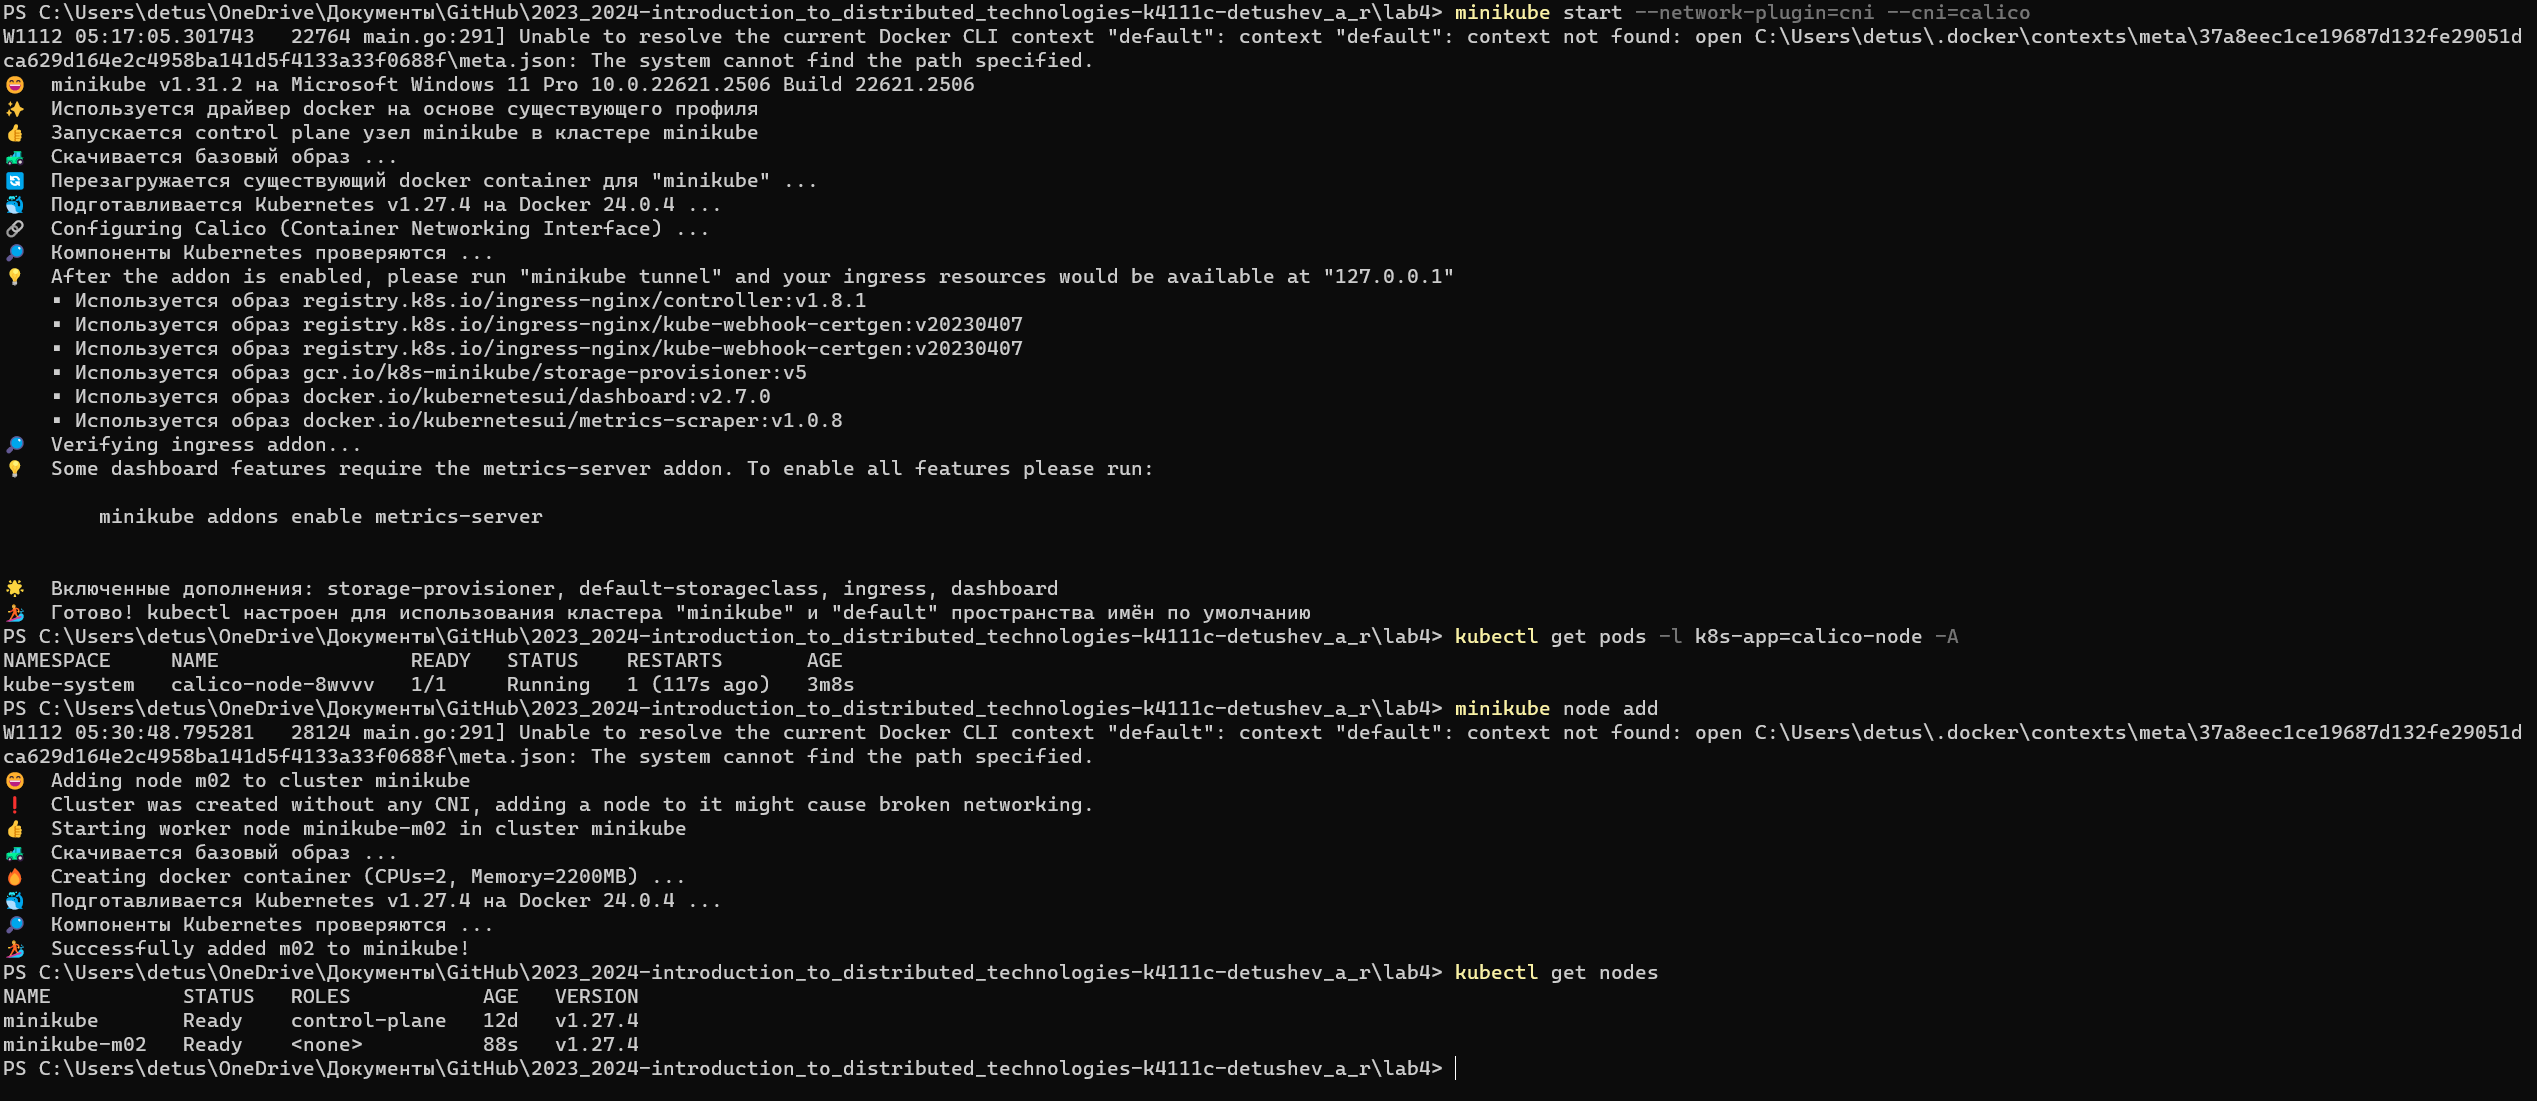 PS C:\Users\detus\OneDrive\Документы\GitHub\2023_2024-introduction_to_distributed_technologies-k4111c-detushev_a_r\lab4> minikube start --network-plugin=cni --cni=calico
W1112 05:17:05.301743   22764 main.go:291] Unable to resolve the current Docker CLI context "default": context "default": context not found: open C:\Users\detus\.docker\contexts\meta\37a8eec1ce19687d132fe29051d
ca629d164e2c4958ba141d5f4133a33f0688f\meta.json: The system cannot find the path specified.
😄  minikube v1.31.2 на Microsoft Windows 11 Pro 10.0.22621.2506 Build 22621.2506
✨  Используется драйвер docker на основе существующего профиля
👍  Запускается control plane узел minikube в кластере minikube
🚜  Скачивается базовый образ ...
🔄  Перезагружается существующий docker container для "minikube" ...
🐳  Подготавливается Kubernetes v1.27.4 на Docker 24.0.4 ...
🔗  Configuring Calico (Container Networking Interface) ...
🔎  Компоненты Kubernetes проверяются ...
💡  After the addon is enabled, please run "minikube tunnel" and your ingress resources would be available at "127.0.0.1"
    ▪ Используется образ registry.k8s.io/ingress-nginx/controller:v1.8.1
    ▪ Используется образ registry.k8s.io/ingress-nginx/kube-webhook-certgen:v20230407
    ▪ Используется образ registry.k8s.io/ingress-nginx/kube-webhook-certgen:v20230407
    ▪ Используется образ gcr.io/k8s-minikube/storage-provisioner:v5
    ▪ Используется образ docker.io/kubernetesui/dashboard:v2.7.0
    ▪ Используется образ docker.io/kubernetesui/metrics-scraper:v1.0.8
🔎  Verifying ingress addon...
💡  Some dashboard features require the metrics-server addon. To enable all features please run:
        minikube addons enable metrics-server
🌟  Включенные дополнения: storage-provisioner, default-storageclass, ingress, dashboard
🏄  Готово! kubectl настроен для использования кластера "minikube" и "default" пространства имён по умолчанию
PS C:\Users\detus\OneDrive\Документы\GitHub\2023_2024-introduction_to_distributed_technologies-k4111c-detushev_a_r\lab4> kubectl get pods -l k8s-app=calico-node -A
NAMESPACE     NAME                READY   STATUS    RESTARTS       AGE
kube-system   calico-node-8wvvv   1/1     Running   1 (117s ago)   3m8s
PS C:\Users\detus\OneDrive\Документы\GitHub\2023_2024-introduction_to_distributed_technologies-k4111c-detushev_a_r\lab4> minikube node add
W1112 05:30:48.795281   28124 main.go:291] Unable to resolve the current Docker CLI context "default": context "default": context not found: open C:\Users\detus\.docker\contexts\meta\37a8eec1ce19687d132fe29051d
ca629d164e2c4958ba141d5f4133a33f0688f\meta.json: The system cannot find the path specified.
😄  Adding node m02 to cluster minikube
❗  Cluster was created without any CNI, adding a node to it might cause broken networking.
👍  Starting worker node minikube-m02 in cluster minikube
🚜  Скачивается базовый образ ...
🔥  Creating docker container (CPUs=2, Memory=2200MB) ...
🐳  Подготавливается Kubernetes v1.27.4 на Docker 24.0.4 ...
🔎  Компоненты Kubernetes проверяются ...
🏄  Successfully added m02 to minikube!
PS C:\Users\detus\OneDrive\Документы\GitHub\2023_2024-introduction_to_distributed_technologies-k4111c-detushev_a_r\lab4> kubectl get nodes
NAME           STATUS   ROLES           AGE   VERSION
minikube       Ready    control-plane   12d   v1.27.4
minikube-m02   Ready    <none>          88s   v1.27.4
PS C:\Users\detus\OneDrive\Документы\GitHub\2023_2024-introduction_to_distributed_technologies-k4111c-detushev_a_r\lab4>